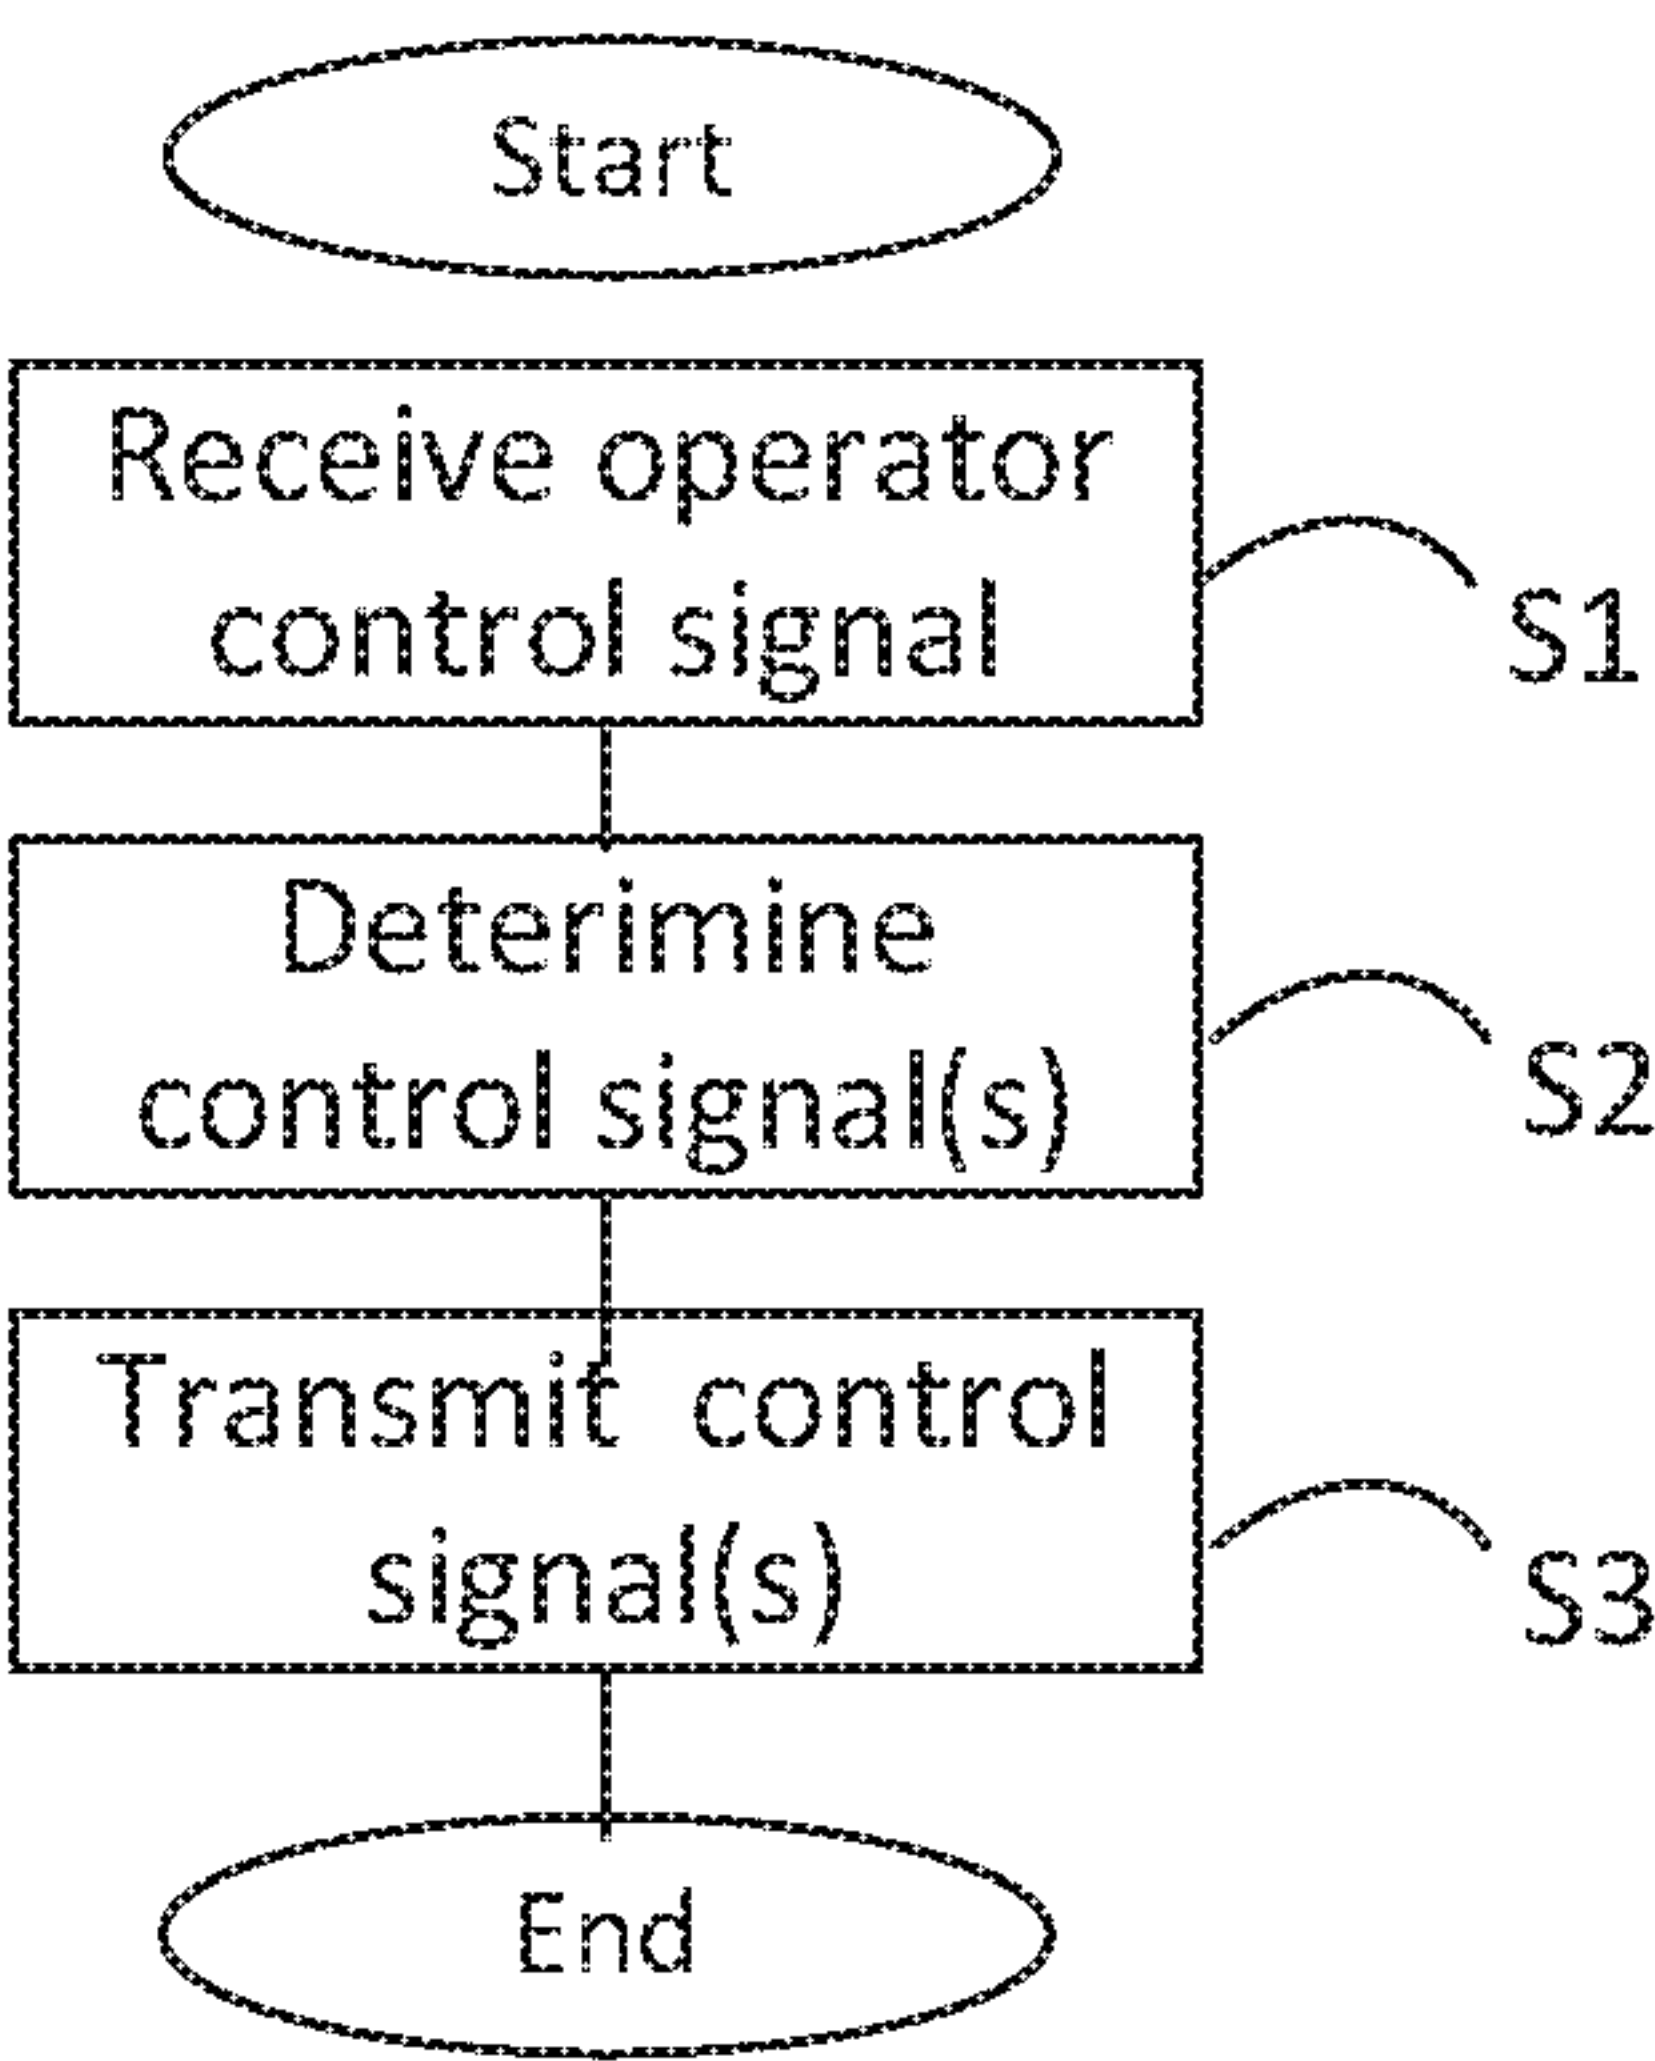 Start
Receive operator
control signal
S1
Deterimine
control signal(s)
S2
Transmit control
signal(s)
S3
End